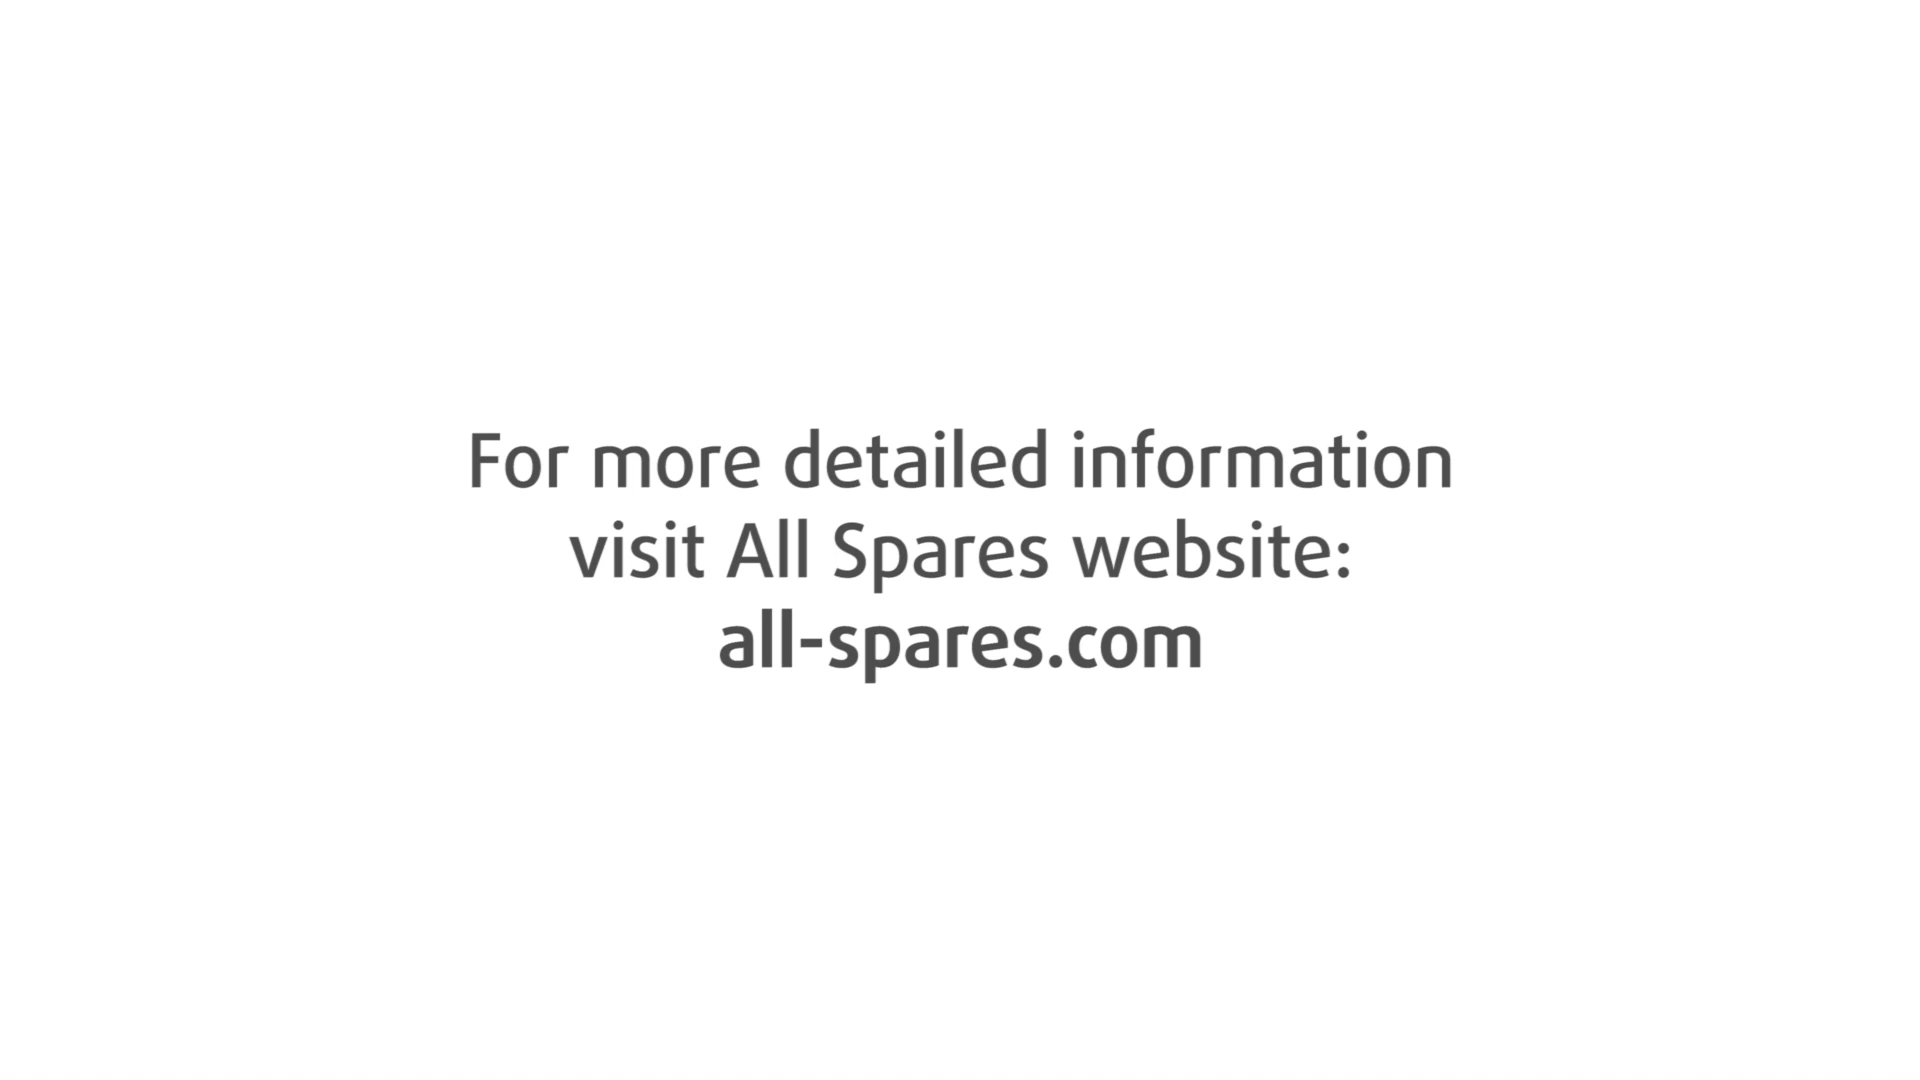 For more detailed information
visit All Spares website:
all-spares.com